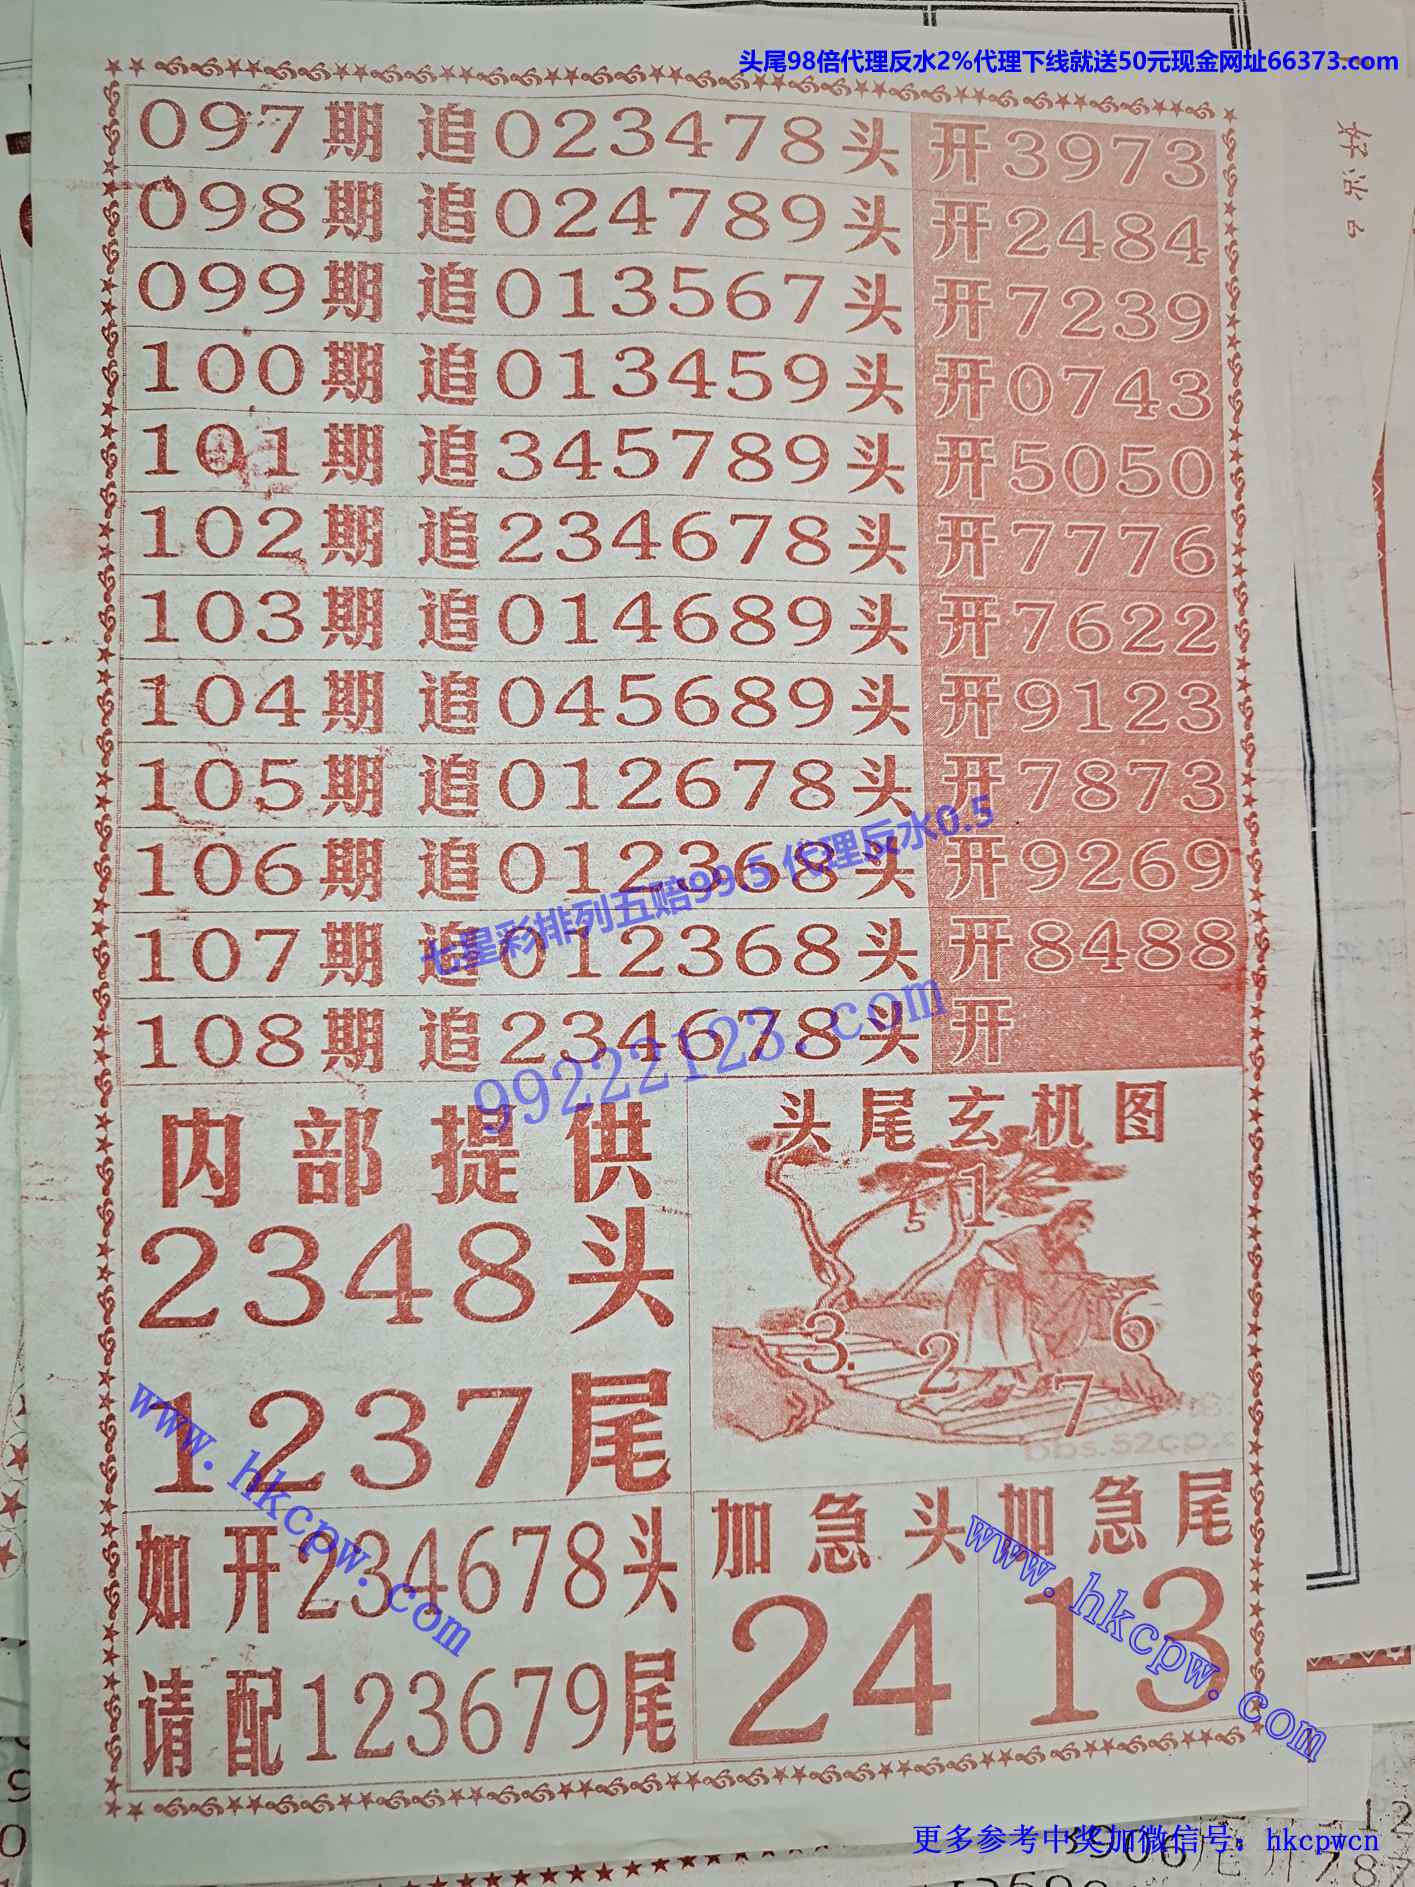 头尾98倍代理反水2%代理下线就送50元现金网址66373.com
097期 追023478头 开3973
098期 追024789头 开2484
099期 追013567头 开7239
100期 追013459头 开0743
101期 追345789头 开5050
102期 追234678头 开7776
103期 追014689头 开7622
104期 追045689头 开9123
105期 追012678头 开7873
106期 追012368头 开9269
107期 追012368头 开8488
108期 追234678头 开
七星彩排列五赔99.5 代理反水0.5
99222123.com
内部提供
2348头
1237尾
头尾玄机图
5 1
3. 2 6
7
bbs.52cp.c
www.hkcpw.com
如开234678头
请配123679尾
加急头
24
加急尾
13
www.hkcpw.com
更多参考中奖加微信号: hkcpwcn